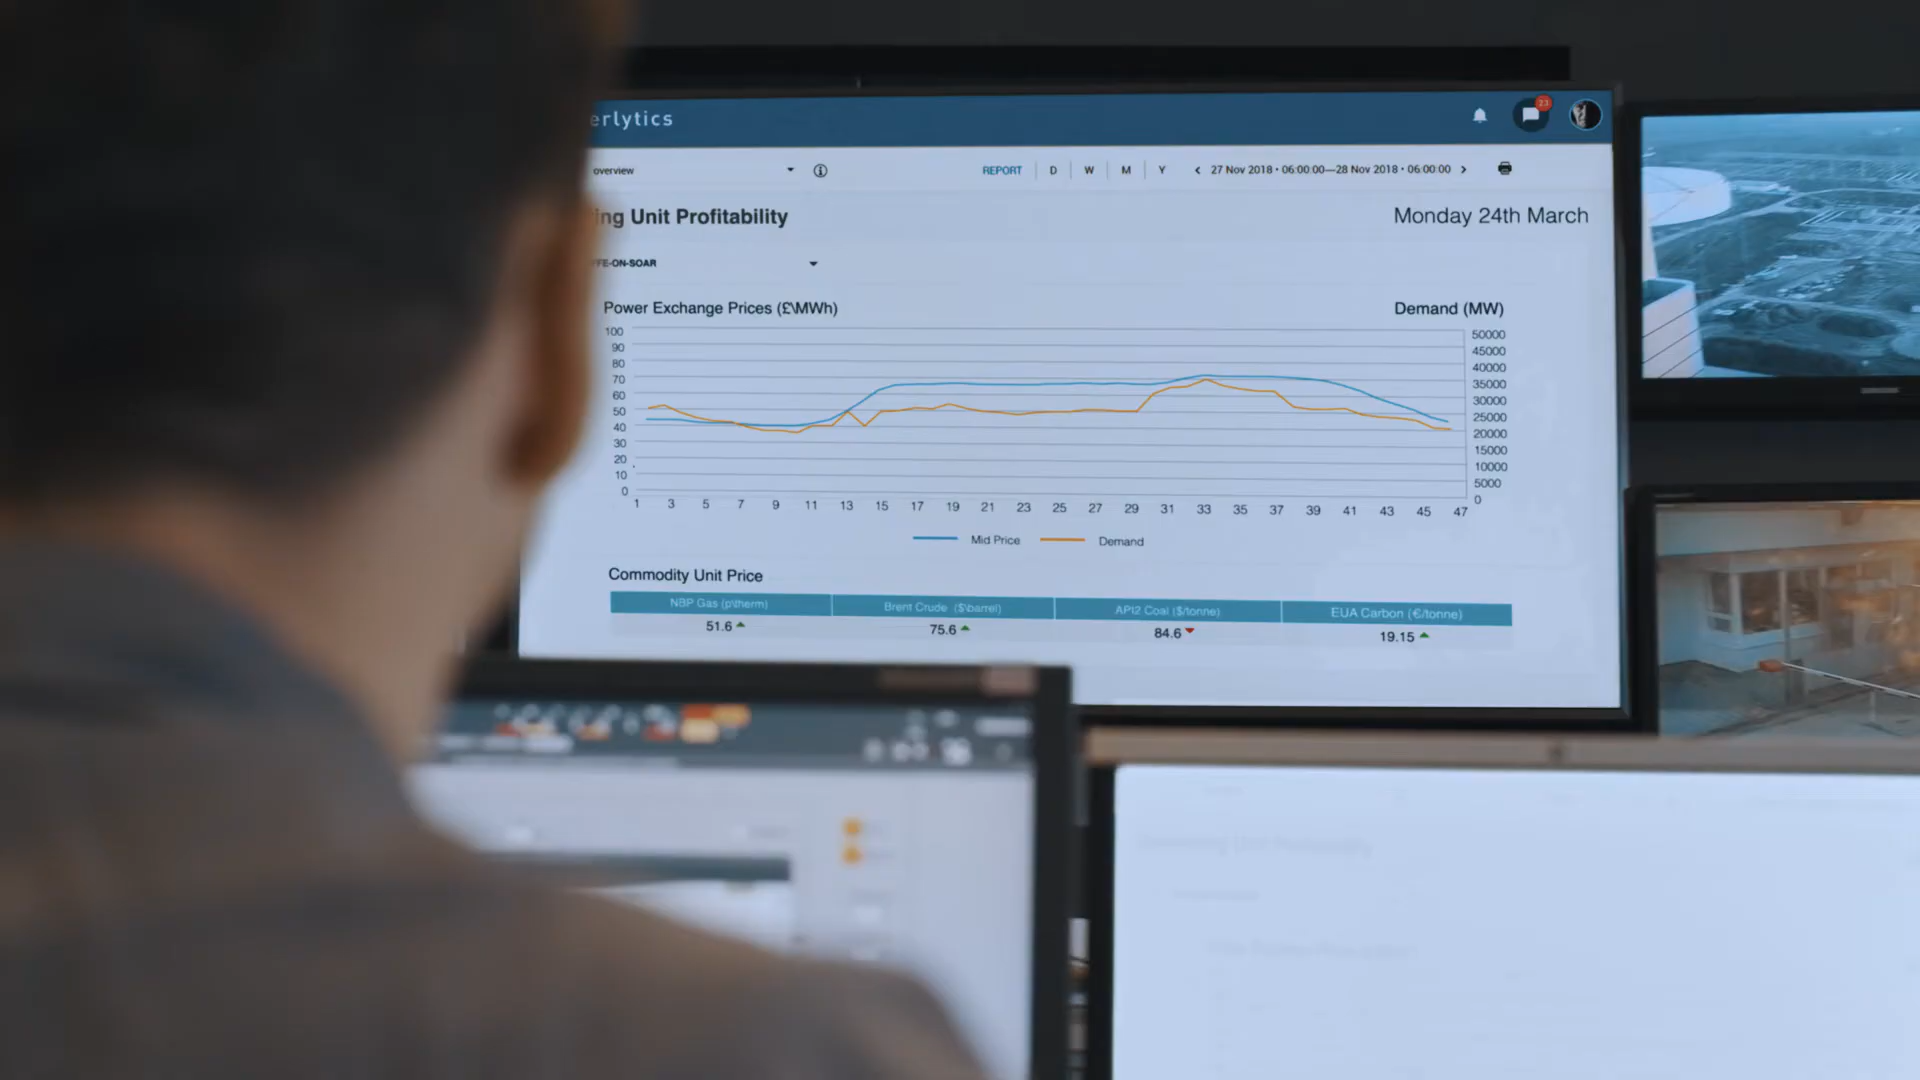 erlytics
23
overview
REPORT D W M Y 27 Nov 2018 • 06:00:00—28 Nov 2018 • 06:00:00
ing Unit Profitability
Monday 24th March
FE-ON-SOAR
Power Exchange Prices (£\MWh)
Demand (MW)
100
90
80
70
60
50
40
30
20
10
0
50000
45000
40000
35000
30000
25000
20000
15000
10000
5000
0
1 3 5 7 9 11 13 15 17 19 21 23 25 27 29 31 33 35 37 39 41 43 45 47
Mid Price Demand
Commodity Unit Price
NBP Gas (p\therm) Brent Crude ($\barrel) API2 Coal ($/tonne) EUA Carbon (€/tonne)
51.6 75.6 84.6 19.15